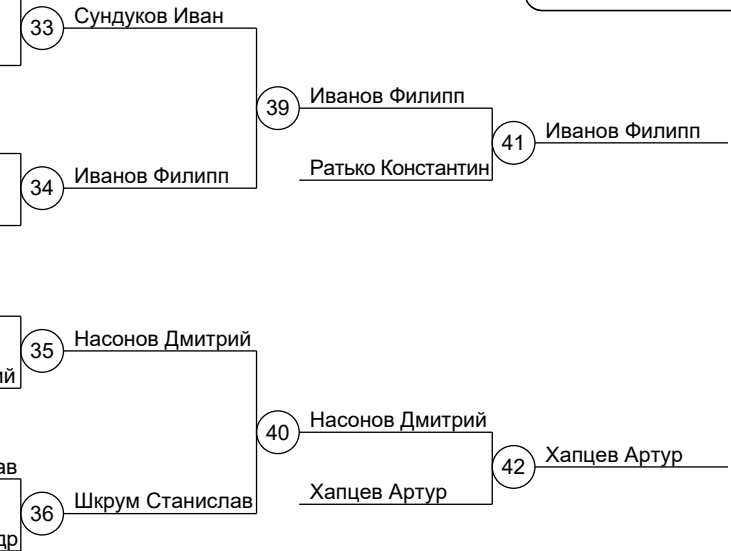 33 Сундуков Иван
39 Иванов Филипп
41 Иванов Филипп
Ратько Константин
34 Иванов Филипп
35 Насонов Дмитрий
40 Насонов Дмитрий
42 Хапцев Артур
Хапцев Артур
36 Шкрум Станислав